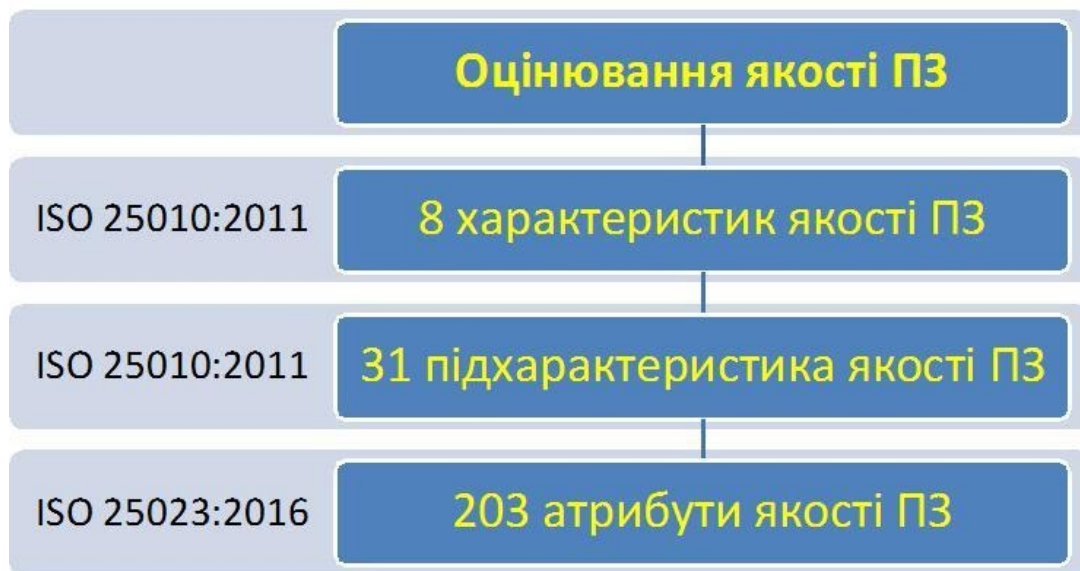 Оцінювання якості ПЗ
ISO 25010:2011
8 характеристик якості ПЗ
ISO 25010:2011
31 підхарактеристика якості ПЗ
ISO 25023:2016
203 атрибути якості ПЗ